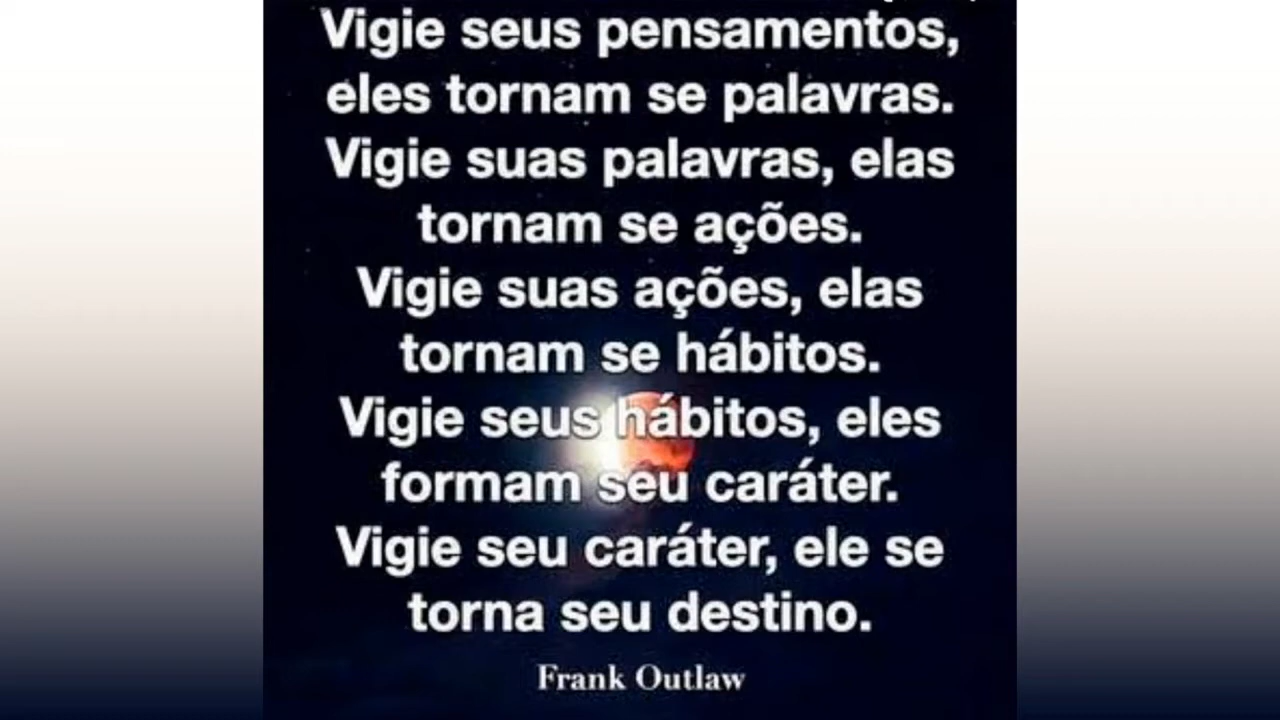 Vigie seus pensamentos,
eles tornam se palavras.
Vigie suas palavras, elas
tornam se ações.
Vigie suas ações, elas
tornam se hábitos.
Vigie seus hábitos, eles
formam seu caráter.
Vigie seu caráter, ele se
torna seu destino.
Frank Outlaw